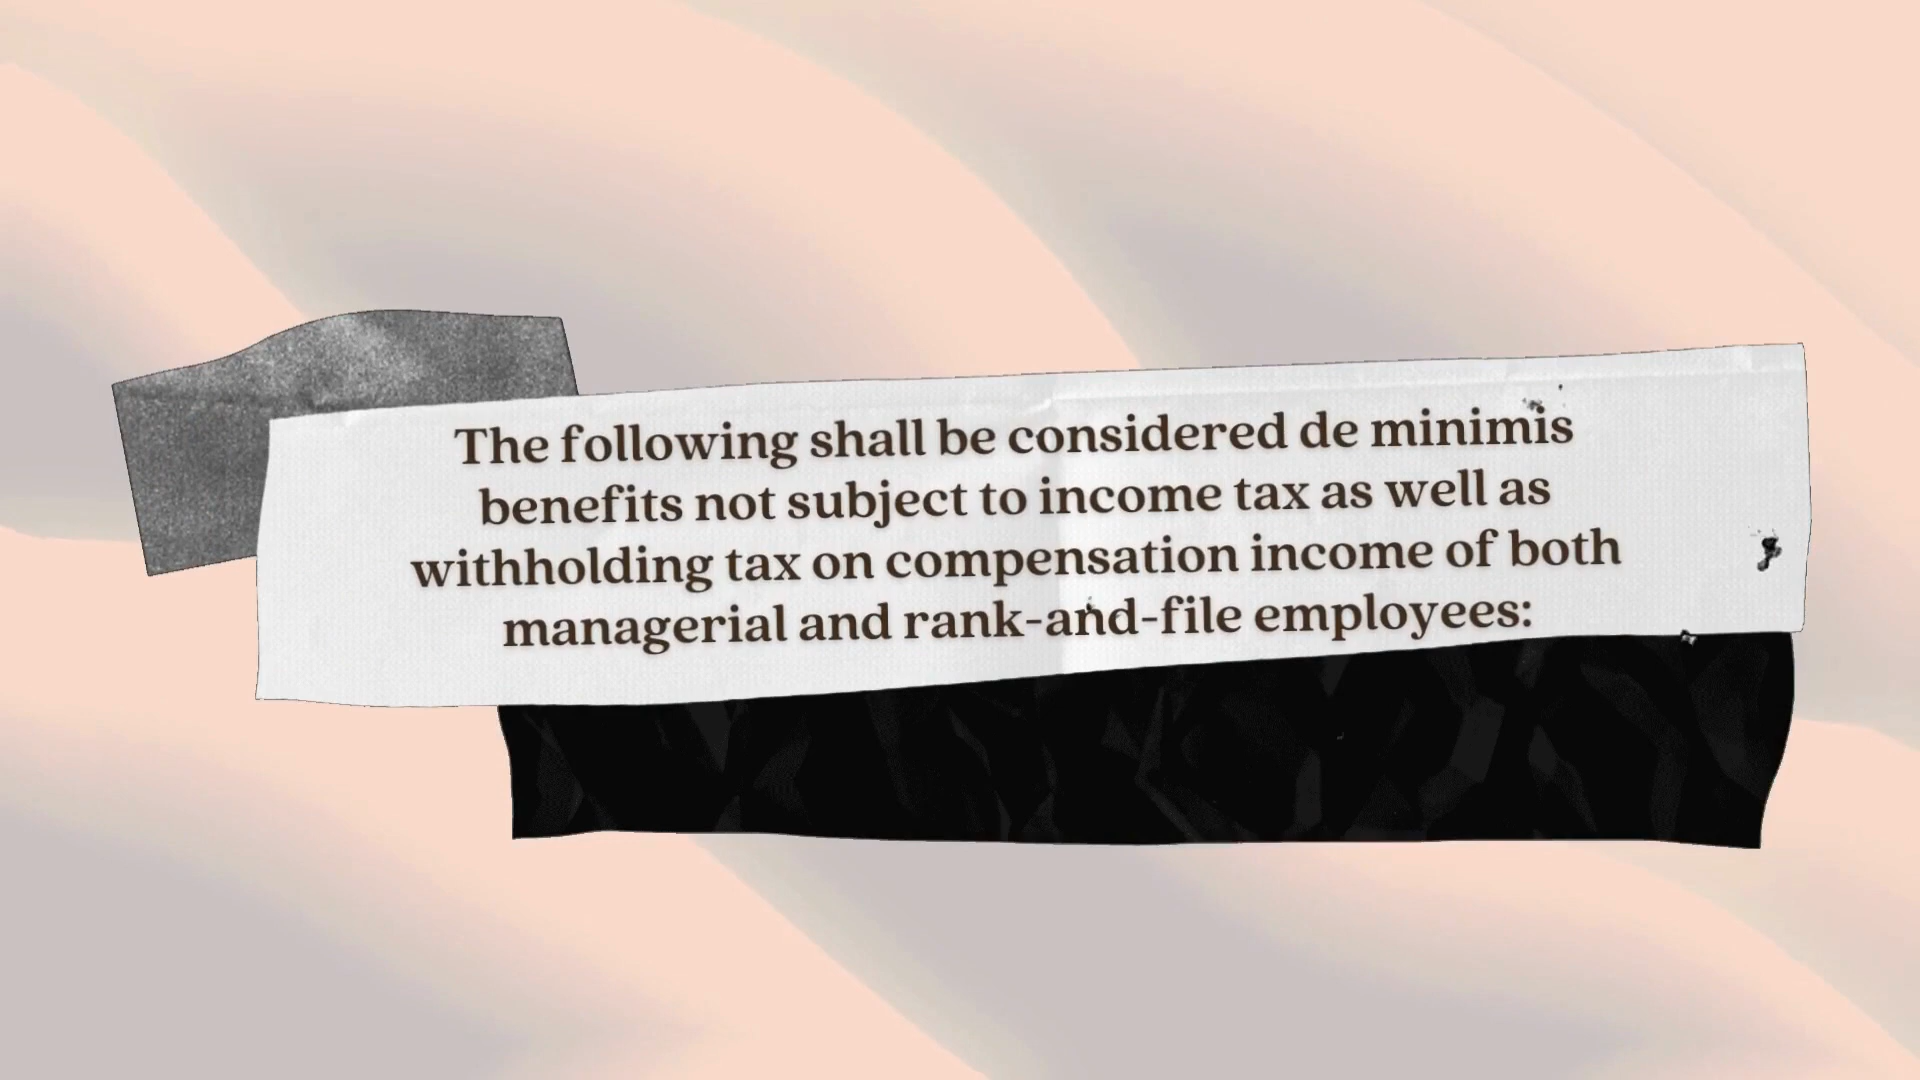 The following shall be considered de minimis
benefits not subject to income tax as well as
withholding tax on compensation income of both
managerial and rank-and-file employees: